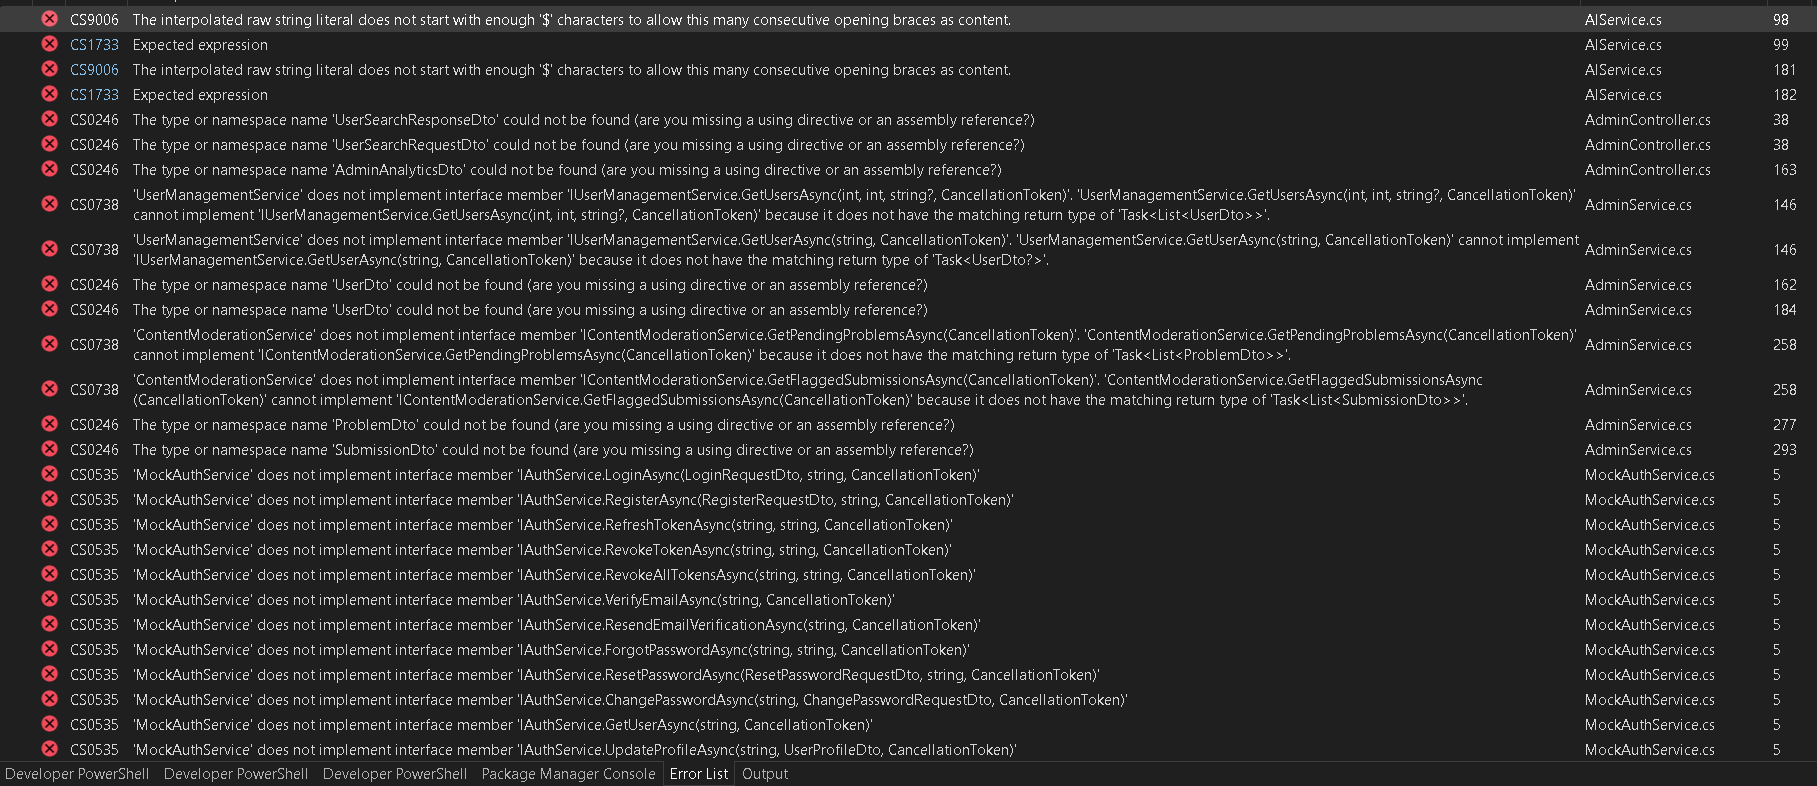 CS9006 The interpolated raw string literal does not start with enough '$' characters to allow this many consecutive opening braces as content. AIService.cs 98
CS1733 Expected expression AIService.cs 99
CS9006 The interpolated raw string literal does not start with enough '$' characters to allow this many consecutive opening braces as content. AIService.cs 181
CS1733 Expected expression AIService.cs 182
CS0246 The type or namespace name 'UserSearchResponseDto' could not be found (are you missing a using directive or an assembly reference?) AdminController.cs 38
CS0246 The type or namespace name 'UserSearchRequestDto' could not be found (are you missing a using directive or an assembly reference?) AdminController.cs 38
CS0246 The type or namespace name 'AdminAnalyticsDto' could not be found (are you missing a using directive or an assembly reference?) AdminController.cs 163
'UserManagementService' does not implement interface member 'IUserManagementService.GetUsersAsync(int, int, string?, CancellationToken)'. 'UserManagementService.GetUsersAsync(int, int, string?, CancellationToken)'
CS0738 cannot implement 'IUserManagementService.GetUsersAsync(int, int, string?, CancellationToken)' because it does not have the matching return type of 'Task<List<UserDto>>'. AdminService.cs 146
'UserManagementService' does not implement interface member 'IUserManagementService.GetUserAsync(string, CancellationToken)'. 'UserManagementService.GetUserAsync(string, CancellationToken)' cannot implement
CS0738 'IUserManagementService.GetUserAsync(string, CancellationToken)' because it does not have the matching return type of 'Task<UserDto?>'. AdminService.cs 146
CS0246 The type or namespace name 'UserDto' could not be found (are you missing a using directive or an assembly reference?) AdminService.cs 162
CS0246 The type or namespace name 'UserDto' could not be found (are you missing a using directive or an assembly reference?) AdminService.cs 184
'ContentModerationService' does not implement interface member 'IContentModerationService.GetPendingProblemsAsync(CancellationToken)'. 'ContentModerationService.GetPendingProblemsAsync(CancellationToken)'
CS0738 cannot implement 'IContentModerationService.GetPendingProblemsAsync(CancellationToken)' because it does not have the matching return type of 'Task<List<ProblemDto>>'. AdminService.cs 258
'ContentModerationService' does not implement interface member 'IContentModerationService.GetFlaggedSubmissionsAsync(CancellationToken)'. 'ContentModerationService.GetFlaggedSubmissionsAsync
CS0738 (CancellationToken)' cannot implement 'IContentModerationService.GetFlaggedSubmissionsAsync(CancellationToken)' because it does not have the matching return type of 'Task<List<SubmissionDto>>'. AdminService.cs 258
CS0246 The type or namespace name 'ProblemDto' could not be found (are you missing a using directive or an assembly reference?) AdminService.cs 277
CS0246 The type or namespace name 'SubmissionDto' could not be found (are you missing a using directive or an assembly reference?) AdminService.cs 293
CS0535 'MockAuthService' does not implement interface member 'IAuthService.LoginAsync(LoginRequestDto, string, CancellationToken)' MockAuthService.cs 5
CS0535 'MockAuthService' does not implement interface member 'IAuthService.RegisterAsync(RegisterRequestDto, string, CancellationToken)' MockAuthService.cs 5
CS0535 'MockAuthService' does not implement interface member 'IAuthService.RefreshTokenAsync(string, string, CancellationToken)' MockAuthService.cs 5
CS0535 'MockAuthService' does not implement interface member 'IAuthService.RevokeTokenAsync(string, string, CancellationToken)' MockAuthService.cs 5
CS0535 'MockAuthService' does not implement interface member 'IAuthService.RevokeAllTokensAsync(string, string, CancellationToken)' MockAuthService.cs 5
CS0535 'MockAuthService' does not implement interface member 'IAuthService.VerifyEmailAsync(string, CancellationToken)' MockAuthService.cs 5
CS0535 'MockAuthService' does not implement interface member 'IAuthService.ResendEmailVerificationAsync(string, CancellationToken)' MockAuthService.cs 5
CS0535 'MockAuthService' does not implement interface member 'IAuthService.ForgotPasswordAsync(string, string, CancellationToken)' MockAuthService.cs 5
CS0535 'MockAuthService' does not implement interface member 'IAuthService.ResetPasswordAsync(ResetPasswordRequestDto, string, CancellationToken)' MockAuthService.cs 5
CS0535 'MockAuthService' does not implement interface member 'IAuthService.ChangePasswordAsync(string, ChangePasswordRequestDto, CancellationToken)' MockAuthService.cs 5
CS0535 'MockAuthService' does not implement interface member 'IAuthService.GetUserAsync(string, CancellationToken)' MockAuthService.cs 5
CS0535 'MockAuthService' does not implement interface member 'IAuthService.UpdateProfileAsync(string, UserProfileDto, CancellationToken)' MockAuthService.cs 5
Developer PowerShell Developer PowerShell Developer PowerShell Package Manager Console Error List Output